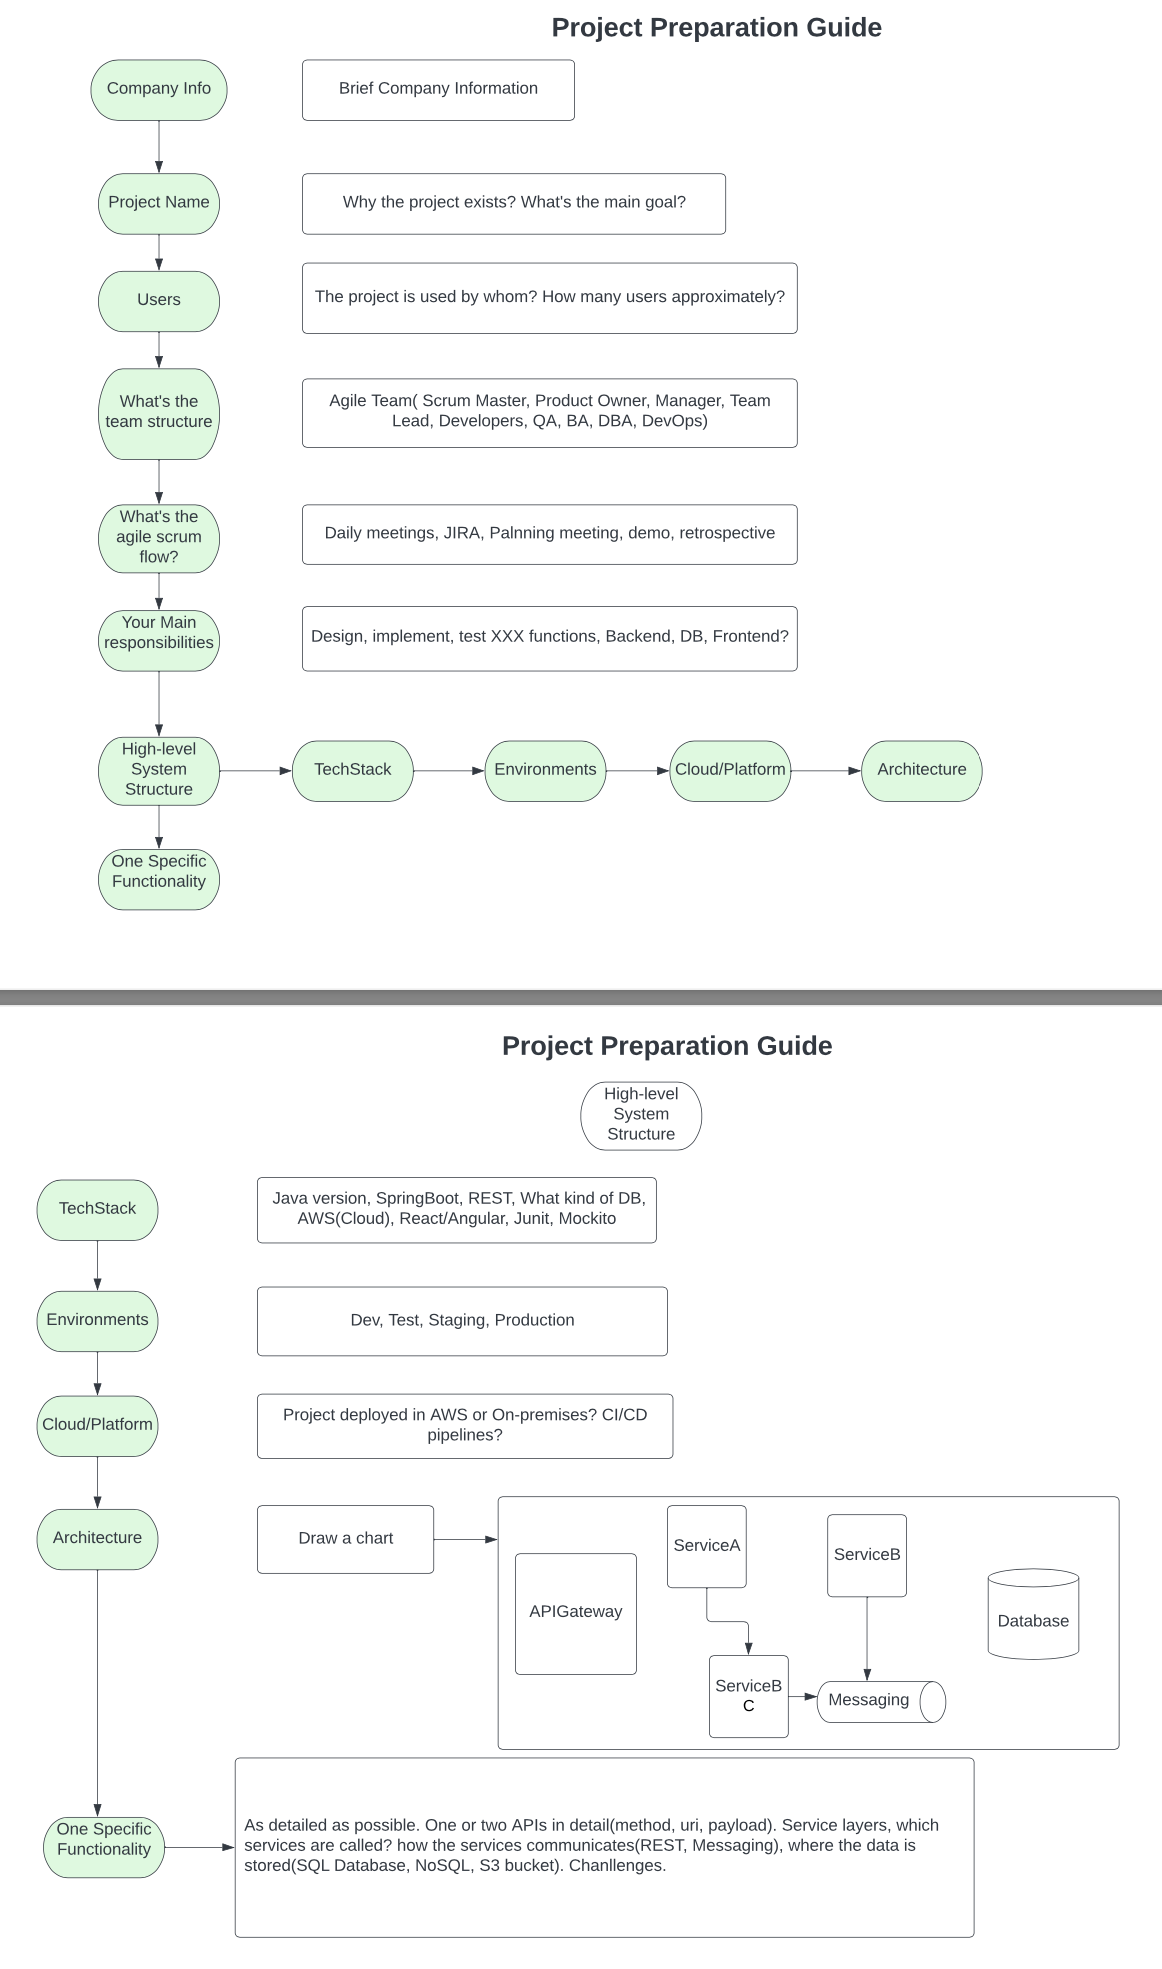 Project Preparation Guide
Company Info
Brief Company Information
Project Name
Why the project exists? What's the main goal?
Users
The project is used by whom? How many users approximately?
What's the
team structure
Agile Team( Scrum Master, Product Owner, Manager, Team
Lead, Developers, QA, BA, DBA, DevOps)
What's the
agile scrum
flow?
Daily meetings, JIRA, Palnning meeting, demo, retrospective
Your Main
responsibilities
Design, implement, test XXX functions, Backend, DB, Frontend?
High-level
System
Structure
TechStack
Environments
Cloud/Platform
Architecture
One Specific
Functionality
Project Preparation Guide
High-level
System
Structure
TechStack
Java version, SpringBoot, REST, What kind of DB,
AWS(Cloud), React/Angular, Junit, Mockito
Environments
Dev, Test, Staging, Production
Cloud/Platform
Project deployed in AWS or On-premises? CI/CD
pipelines?
Architecture
Draw a chart
APIGateway
ServiceA
ServiceB
Database
ServiceB
C
Messaging
One Specific
Functionality
As detailed as possible. One or two APIs in detail(method, uri, payload). Service layers, which
services are called? how the services communicates(REST, Messaging), where the data is
stored(SQL Database, NoSQL, S3 bucket). Chanllenges.